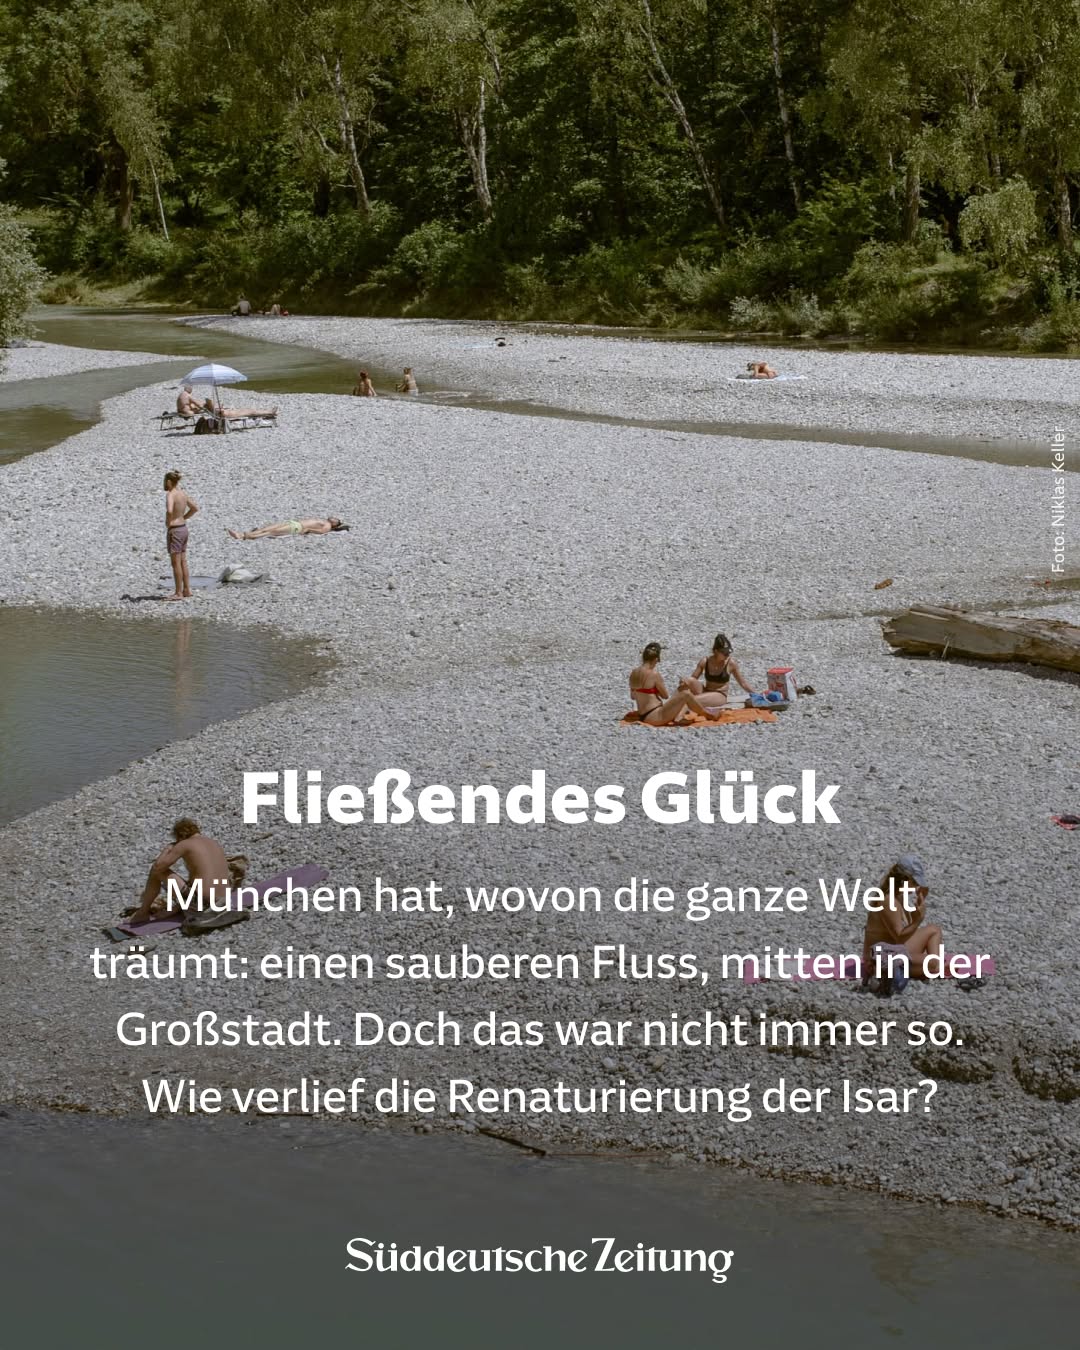 Foto: Niklas Keller
Fließendes Glück
München hat, wovon die ganze Welt
träumt: einen sauberen Fluss, mitten in der
Großstadt. Doch das war nicht immer so.
Wie verlief die Renaturierung der Isar?
Süddeutsche Zeitung